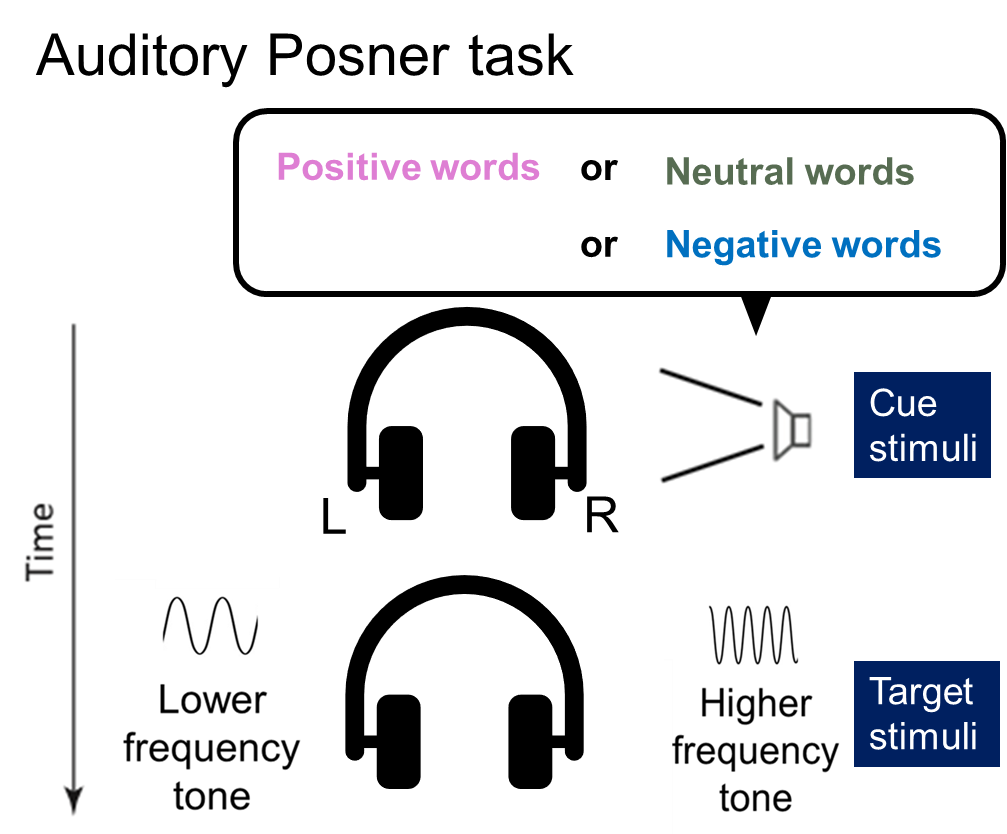 Auditory Posner task
Positive words or Neutral words
or Negative words
Cue
stimuli
L R
Time
Lower
frequency
tone
Higher
frequency
tone
Target
stimuli